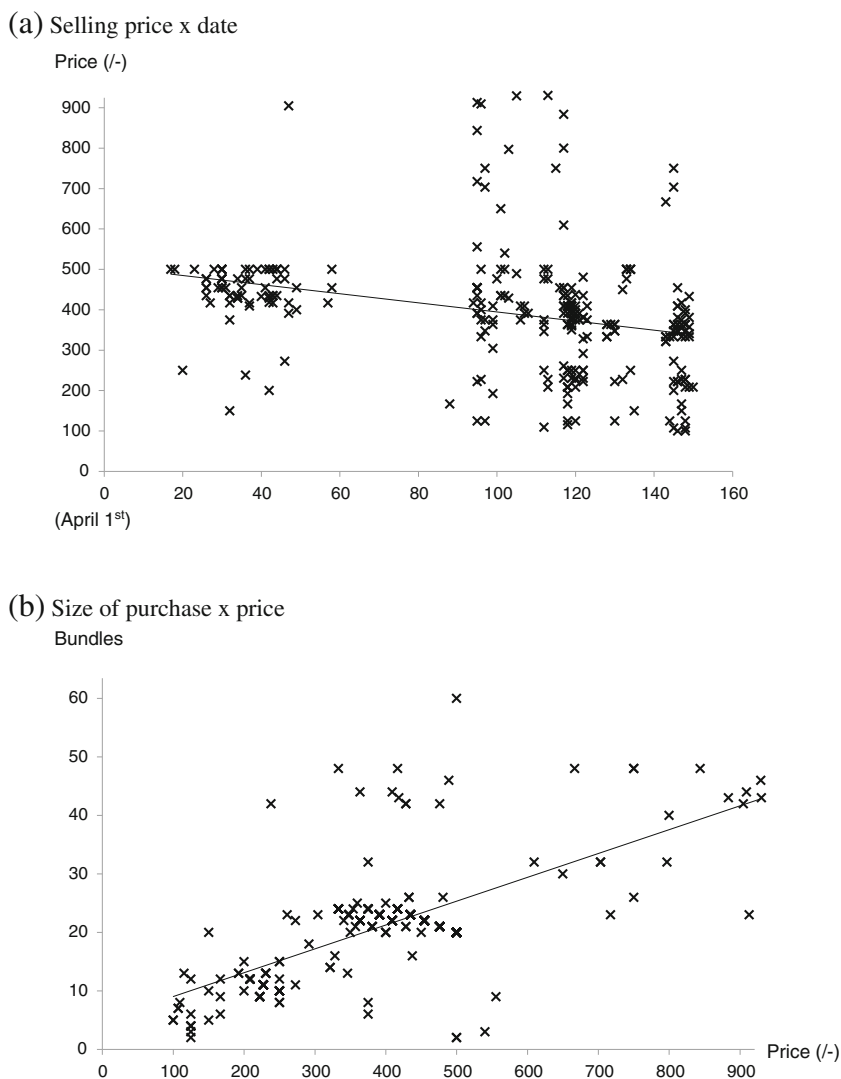 (a) Selling price x date
Price (/-)
900
800
700
600
500
400
300
200
100
0
0 20 40 60 80 100 120 140 160
(April 1st)
(b) Size of purchase x price
Bundles
60
50
40
30
20
10
0
0 100 200 300 400 500 600 700 800 900 Price (/-)